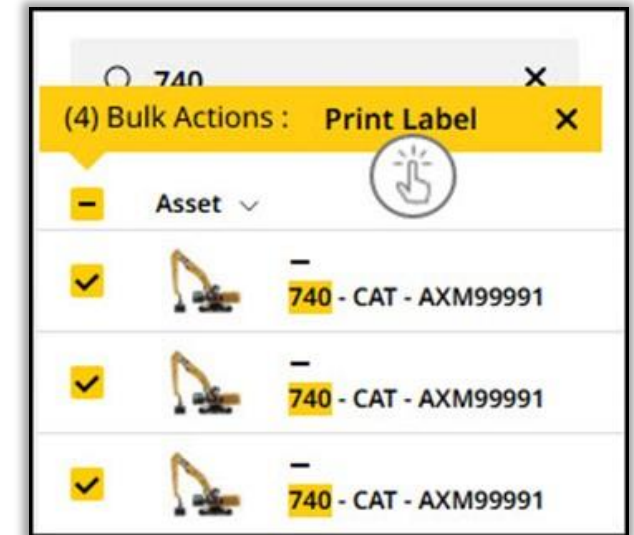 740
(4) Bulk Actions : Print Label
Asset
–
740 - CAT - AXM99991
–
740 - CAT - AXM99991
–
740 - CAT - AXM99991